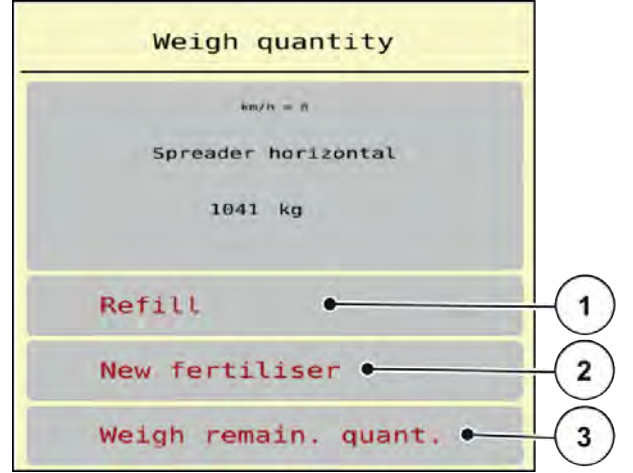 Weigh quantity
km/h = 0
Spreader horizontal
1041 kg
Refill
1
New fertiliser
2
Weigh remain. quant.
3